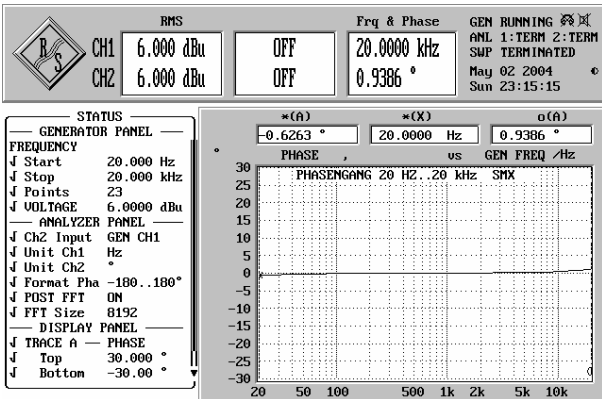 RMS
Frq & Phase
GEN RUNNING
ANL 1:TERM 2:TERM
SWP TERMINATED
May 02 2004
Sun 23:15:15
R S
CH1 6.000 dBu OFF 20.0000 kHz
CH2 6.000 dBu OFF 0.9386 °
STATUS
GENERATOR PANEL
FREQUENCY
√ Start 20.000 Hz
√ Stop 20.000 kHz
√ Points 23
√ VOLTAGE 6.0000 dBu
ANALYZER PANEL
√ Ch2 Input GEN CH1
√ Unit Ch1 Hz
√ Unit Ch2 °
√ Format Pha -180..180°
√ POST FFT ON
√ FFT Size 8192
DISPLAY PANEL
√ TRACE A — PHASE
√ Top 30.000 °
√ Bottom -30.00 °
*(A) *(X) o(A)
-0.6263 ° 20.0000 Hz 0.9386 °
° PHASE , vs GEN FREQ /Hz
PHASENGANG 20 HZ..20 kHz SMX
30
25
20
15
10
5
0
-5
-10
-15
-20
-25
-30
20 50 100 500 1k 2k 5k 10k